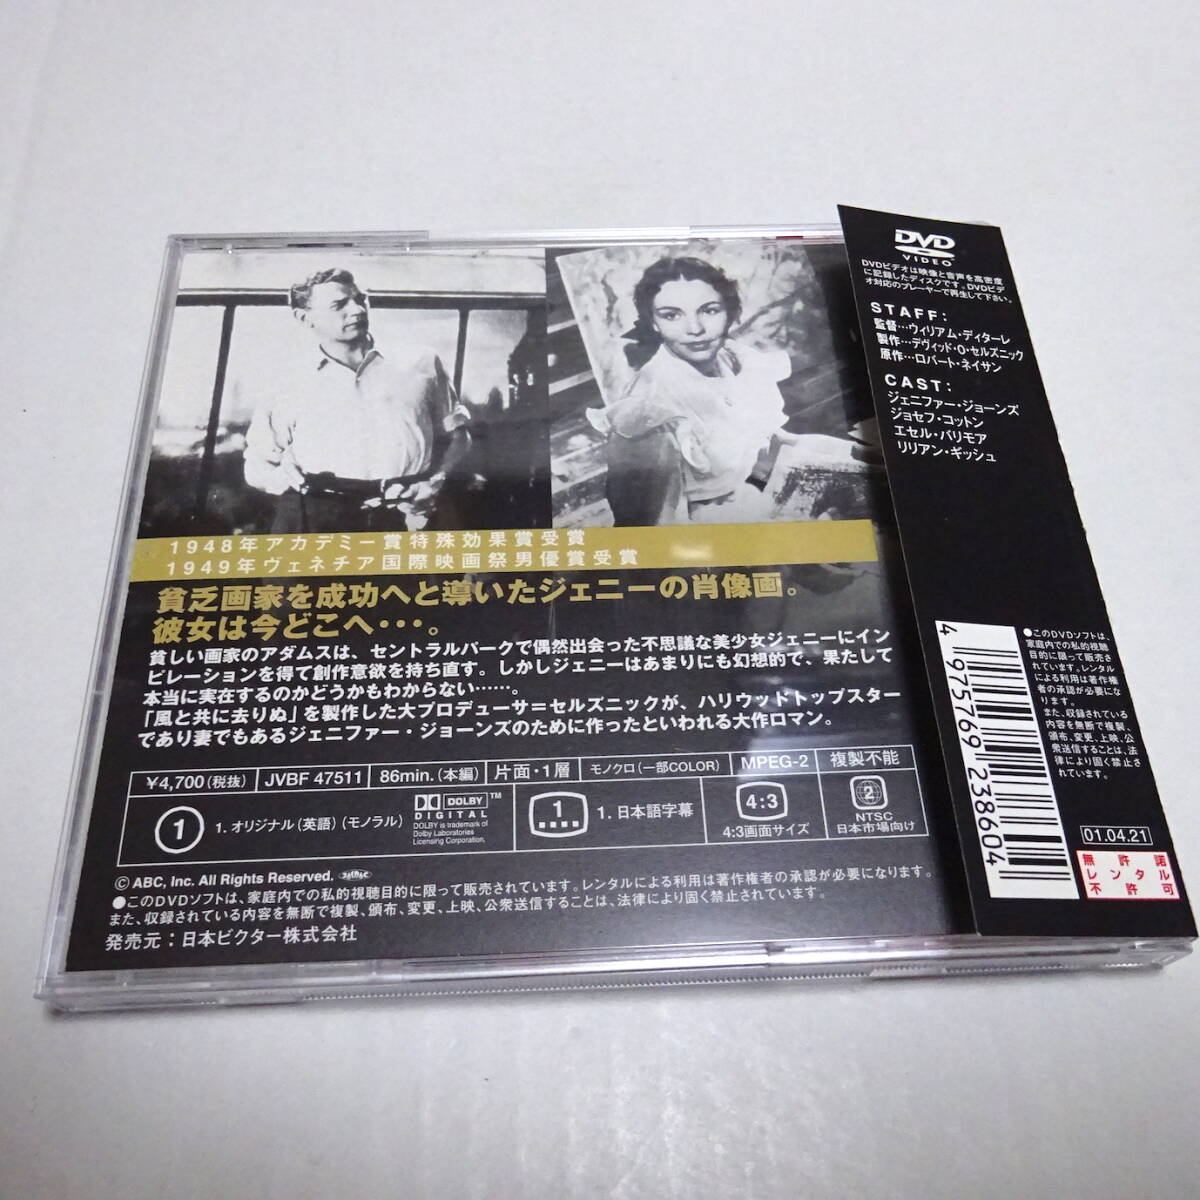 1948年アカデミー賞特殊効果賞受賞
1949年ヴェネチア国際映画祭男優賞受賞
貧乏画家を成功へと導いたジェニーの肖像画。
彼女は今どこへ・・・。
貧しい画家のアダムスは、セントラルパークで偶然出会った不思議な美少女ジェニーにイン
ピレーションを得て創作意欲を持ち直す。しかしジェニーはあまりにも幻想的で、果たして
本当に実在するのかどうかもわからない……。
「風と共に去りぬ」を製作した大プロデューサ＝セルズニックが、ハリウッドトップスター
であり妻でもあるジェニファー・ジョーンズのために作ったといわれる大作ロマン。
¥4,700(税抜) JVBF 47511 86min.(本編) 片面・1層 モノクロ(一部COLOR) MPEG-2 複製不能
1 1. オリジナル(英語)(モノラル)
DOLBY™
DIGITAL
DOLBY is trademark of
Dolby Laboratories
Licensing Corporation.
1 1. 日本語字幕
4:3
4:3画面サイズ
2
NTSC
日本市場向け
© ABC, Inc. All Rights Reserved.
●このDVDソフトは、家庭内での私的視聴目的に限って販売されています。レンタルによる利用は著作権者の承認が必要になります。
また、収録されている内容を無断で複製、頒布、変更、上映、公衆送信することは、法律により固く禁止されています。
発売元：日本ビクター株式会社
DVD
VIDEO
DVDビデオは映像と音声を高密度
に記録したディスクです。DVDビデ
オ対応のプレーヤーで再生して下さい。
STAFF:
監督…ウィリアム・ディターレ
製作…デヴィッド・O・セルズニック
原作…ロバート・ネイサン
CAST:
ジェニファー・ジョーンズ
ジョセフ・コットン
エセル・バリモア
リリアン・ギッシュ
4 975769 238604
●このDVDソフトは、
家庭内での私的視聴
目的に限って販売さ
れています。レンタル
による利用は著作権
者の承認が必要にな
ります。
また、収録されている
内容を無断で複製、
頒布、変更、上映、公
衆送信することは、法
律により固く禁止さ
れています。
01.04.21
無許諾
レンタル
不許可